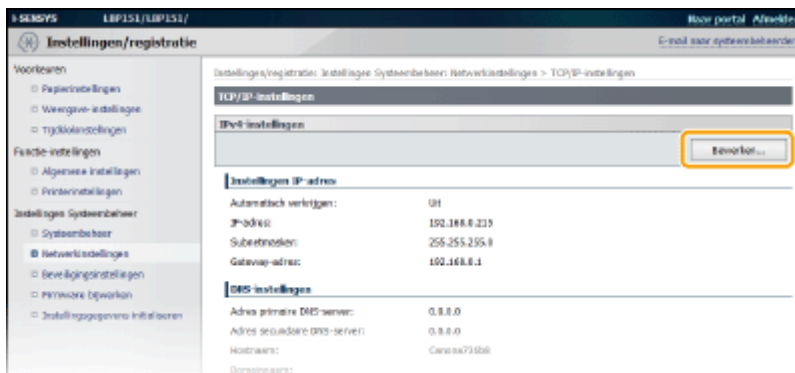 i-SENSYS LBP151/LBP151/ Naar portal Afmelde
Instellingen/registratie E-mail naar systeembeheerder
Voorkeuren
Papierinstellingen
Weergave-instellingen
Tijdklokinstellingen
Functie-instellingen
Algemene instellingen
Printerinstellingen
Instellingen Systeembeheer
Systeembeheer
Netwerkinstellingen
Beveiligingsinstellingen
Firmware bijwerken
Instellingsgegevens initialiseren
Instellingen/registratie: Instellingen Systeembeheer: Netwerkinstellingen > TCP/IP-instellingen
TCP/IP-instellingen
IPv4-instellingen
Bewerken...
Instellingen IP-adres
Automatisch verkrijgen: Uit
IP-adres: 192.168.0.215
Subnetmasker: 255.255.255.0
Gateway-adres: 192.168.0.1
DNS-instellingen
Adres primaire DNS-server: 0.0.0.0
Adres secundaire DNS-server: 0.0.0.0
Hostnaam:
Domeinnaam: